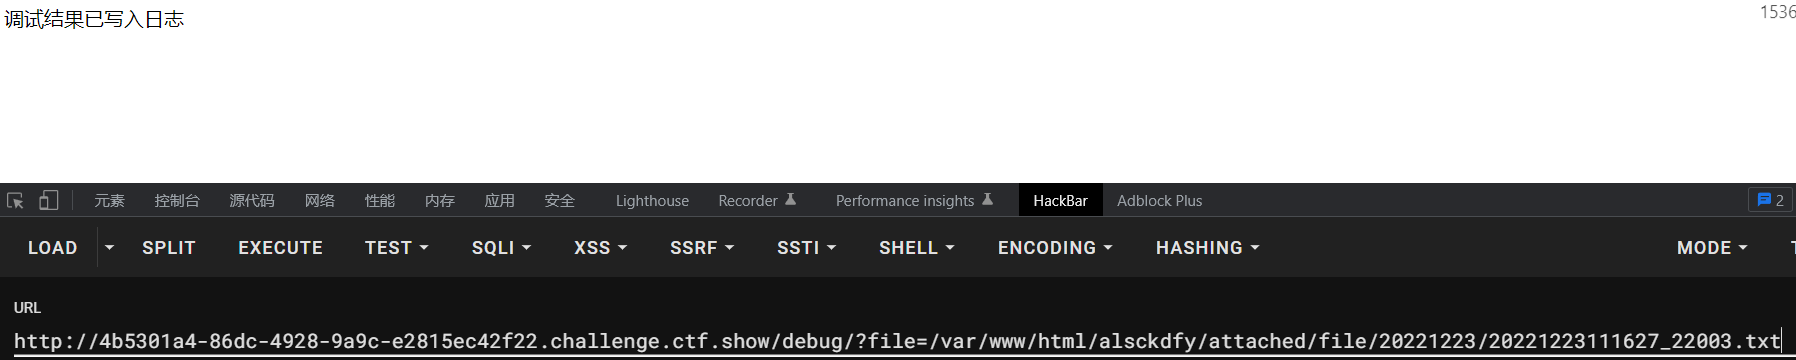 调试结果已写入日志
1536
元素 控制台 源代码 网络 性能 内存 应用 安全 Lighthouse Recorder Performance insights HackBar Adblock Plus 2
LOAD SPLIT EXECUTE TEST SQLI XSS SSRF SSTI SHELL ENCODING HASHING MODE
URL
http://4b5301a4-86dc-4928-9a9c-e2815ec42f22.challenge.ctf.show/debug/?file=/var/www/html/alsckdfy/attached/file/20221223/20221223111627_22003.txt